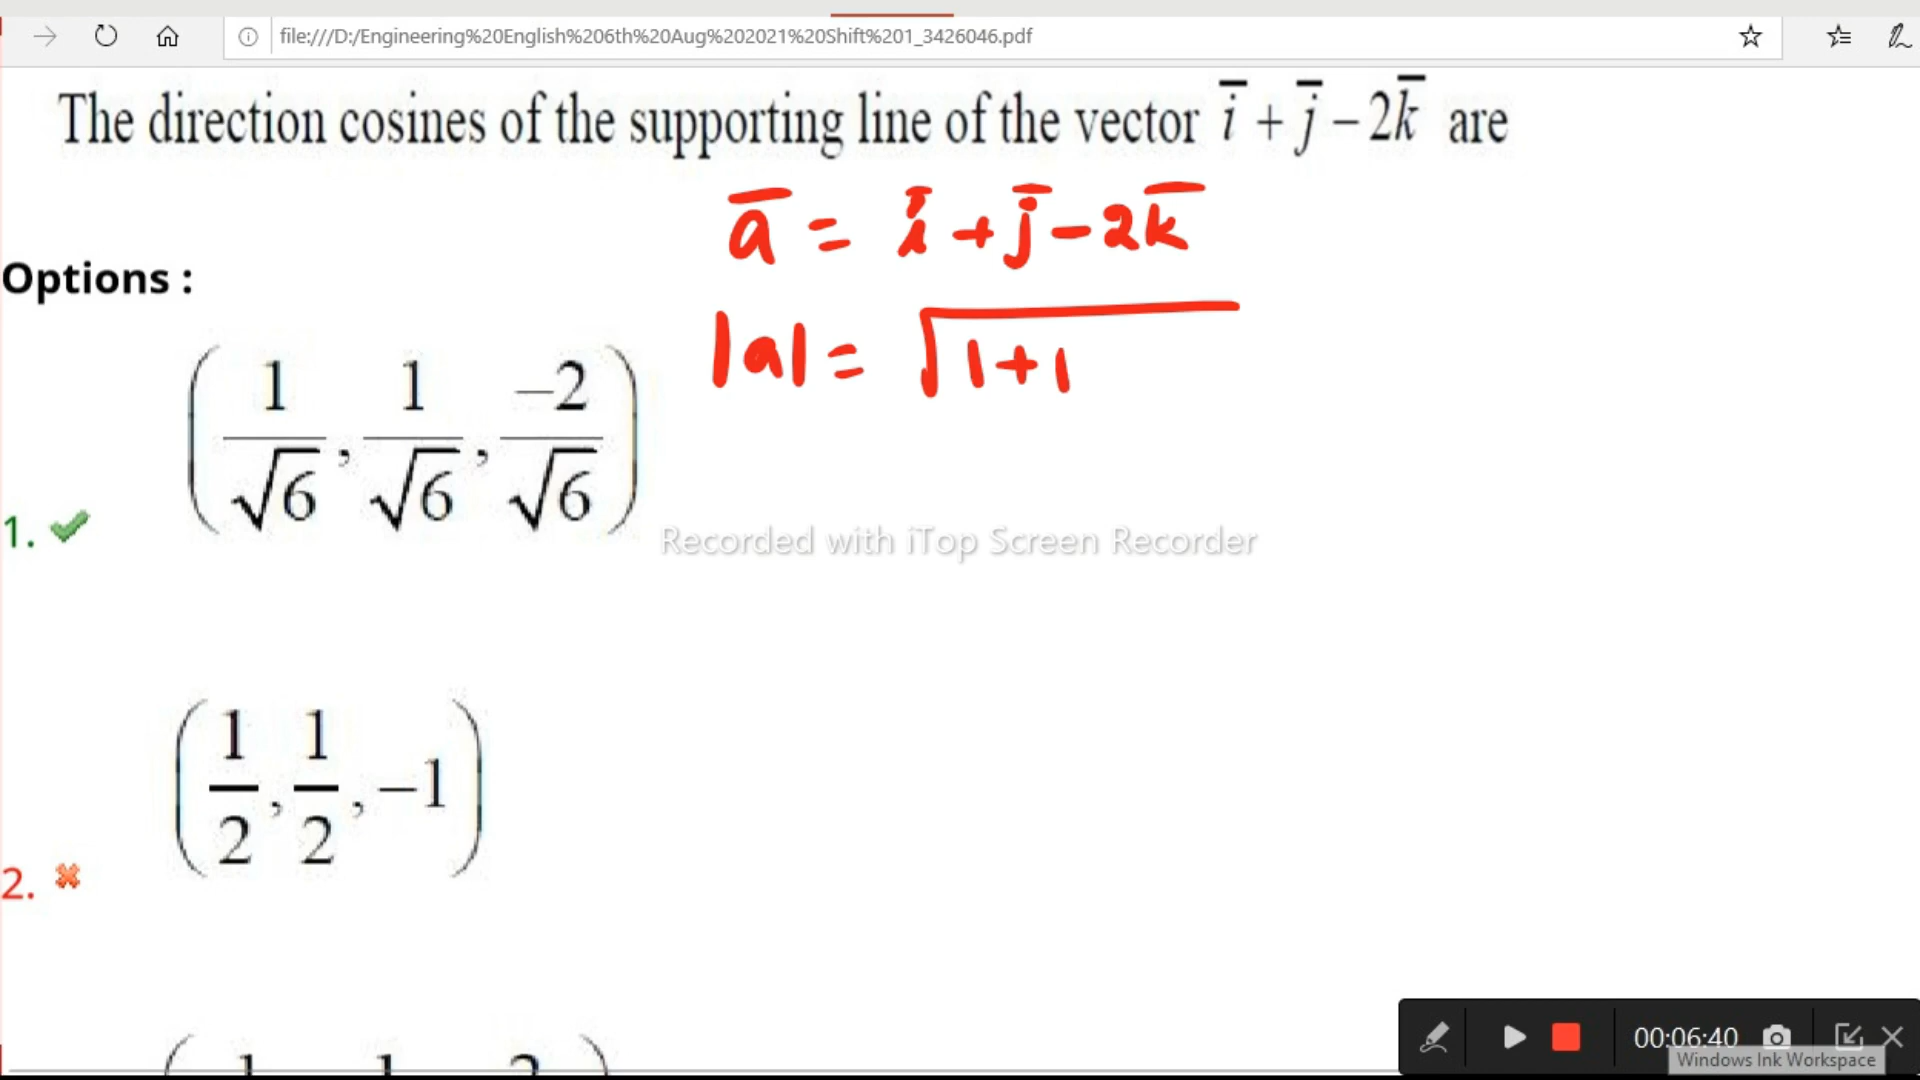 file:///D:/Engineering%20English%206th%20Aug%202021%20Shift%201_3426046.pdf
The direction cosines of the supporting line of the vector i̅ + j̅ − 2k̅ are
a̅ = i̅ + j̅ − 2k̅
Options :
|a| = √1+1
(1/√6, 1/√6, −2/√6)
1.
Recorded with iTop Screen Recorder
(1/2, 1/2, −1)
2.
00:06:40
Windows Ink Workspace